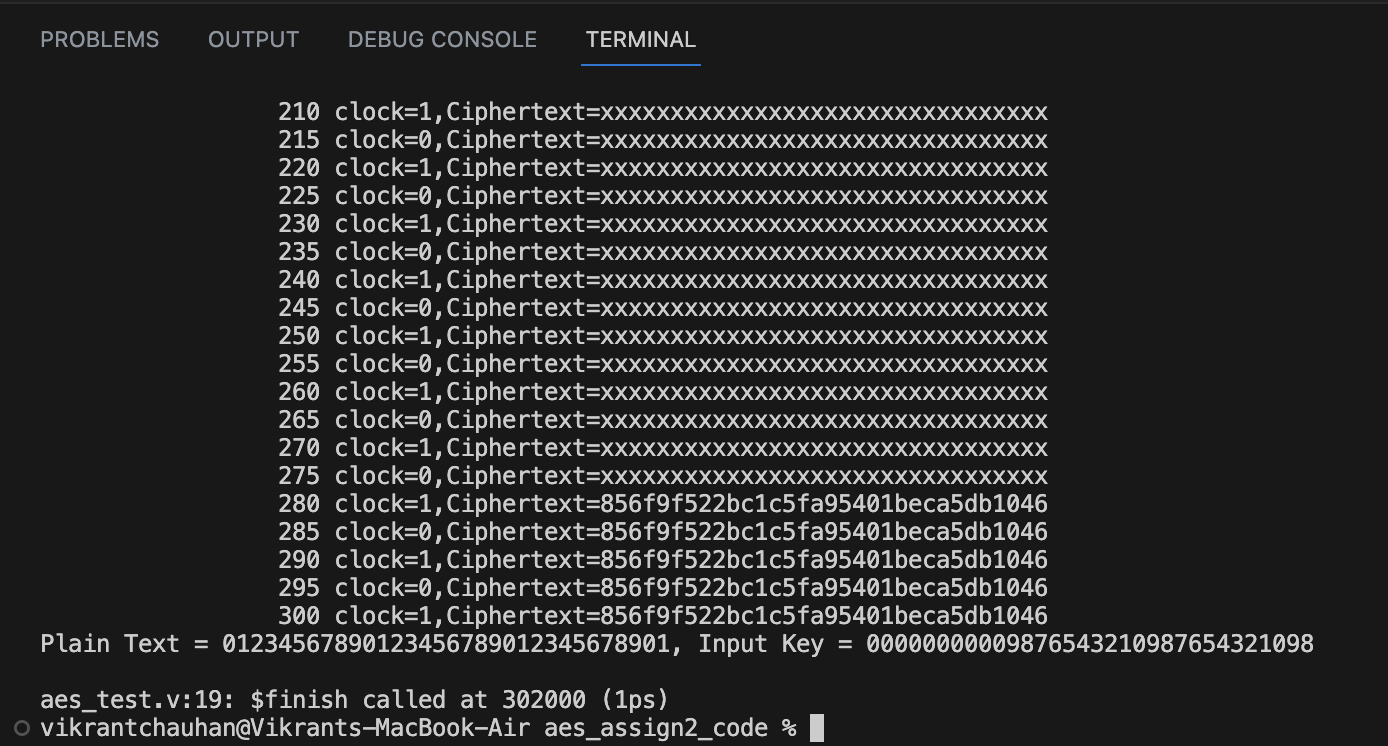 PROBLEMS OUTPUT DEBUG CONSOLE TERMINAL
210 clock=1,Ciphertext=xxxxxxxxxxxxxxxxxxxxxxxxxxxxxxxx
215 clock=0,Ciphertext=xxxxxxxxxxxxxxxxxxxxxxxxxxxxxxxx
220 clock=1,Ciphertext=xxxxxxxxxxxxxxxxxxxxxxxxxxxxxxxx
225 clock=0,Ciphertext=xxxxxxxxxxxxxxxxxxxxxxxxxxxxxxxx
230 clock=1,Ciphertext=xxxxxxxxxxxxxxxxxxxxxxxxxxxxxxxx
235 clock=0,Ciphertext=xxxxxxxxxxxxxxxxxxxxxxxxxxxxxxxx
240 clock=1,Ciphertext=xxxxxxxxxxxxxxxxxxxxxxxxxxxxxxxx
245 clock=0,Ciphertext=xxxxxxxxxxxxxxxxxxxxxxxxxxxxxxxx
250 clock=1,Ciphertext=xxxxxxxxxxxxxxxxxxxxxxxxxxxxxxxx
255 clock=0,Ciphertext=xxxxxxxxxxxxxxxxxxxxxxxxxxxxxxxx
260 clock=1,Ciphertext=xxxxxxxxxxxxxxxxxxxxxxxxxxxxxxxx
265 clock=0,Ciphertext=xxxxxxxxxxxxxxxxxxxxxxxxxxxxxxxx
270 clock=1,Ciphertext=xxxxxxxxxxxxxxxxxxxxxxxxxxxxxxxx
275 clock=0,Ciphertext=xxxxxxxxxxxxxxxxxxxxxxxxxxxxxxxx
280 clock=1,Ciphertext=856f9f522bc1c5fa95401beca5db1046
285 clock=0,Ciphertext=856f9f522bc1c5fa95401beca5db1046
290 clock=1,Ciphertext=856f9f522bc1c5fa95401beca5db1046
295 clock=0,Ciphertext=856f9f522bc1c5fa95401beca5db1046
300 clock=1,Ciphertext=856f9f522bc1c5fa95401beca5db1046
Plain Text = 01234567890123456789012345678901, Input Key = 00000000009876543210987654321098
aes_test.v:19: $finish called at 302000 (1ps)
vikrantchauhan@Vikrants-MacBook-Air aes_assign2_code %